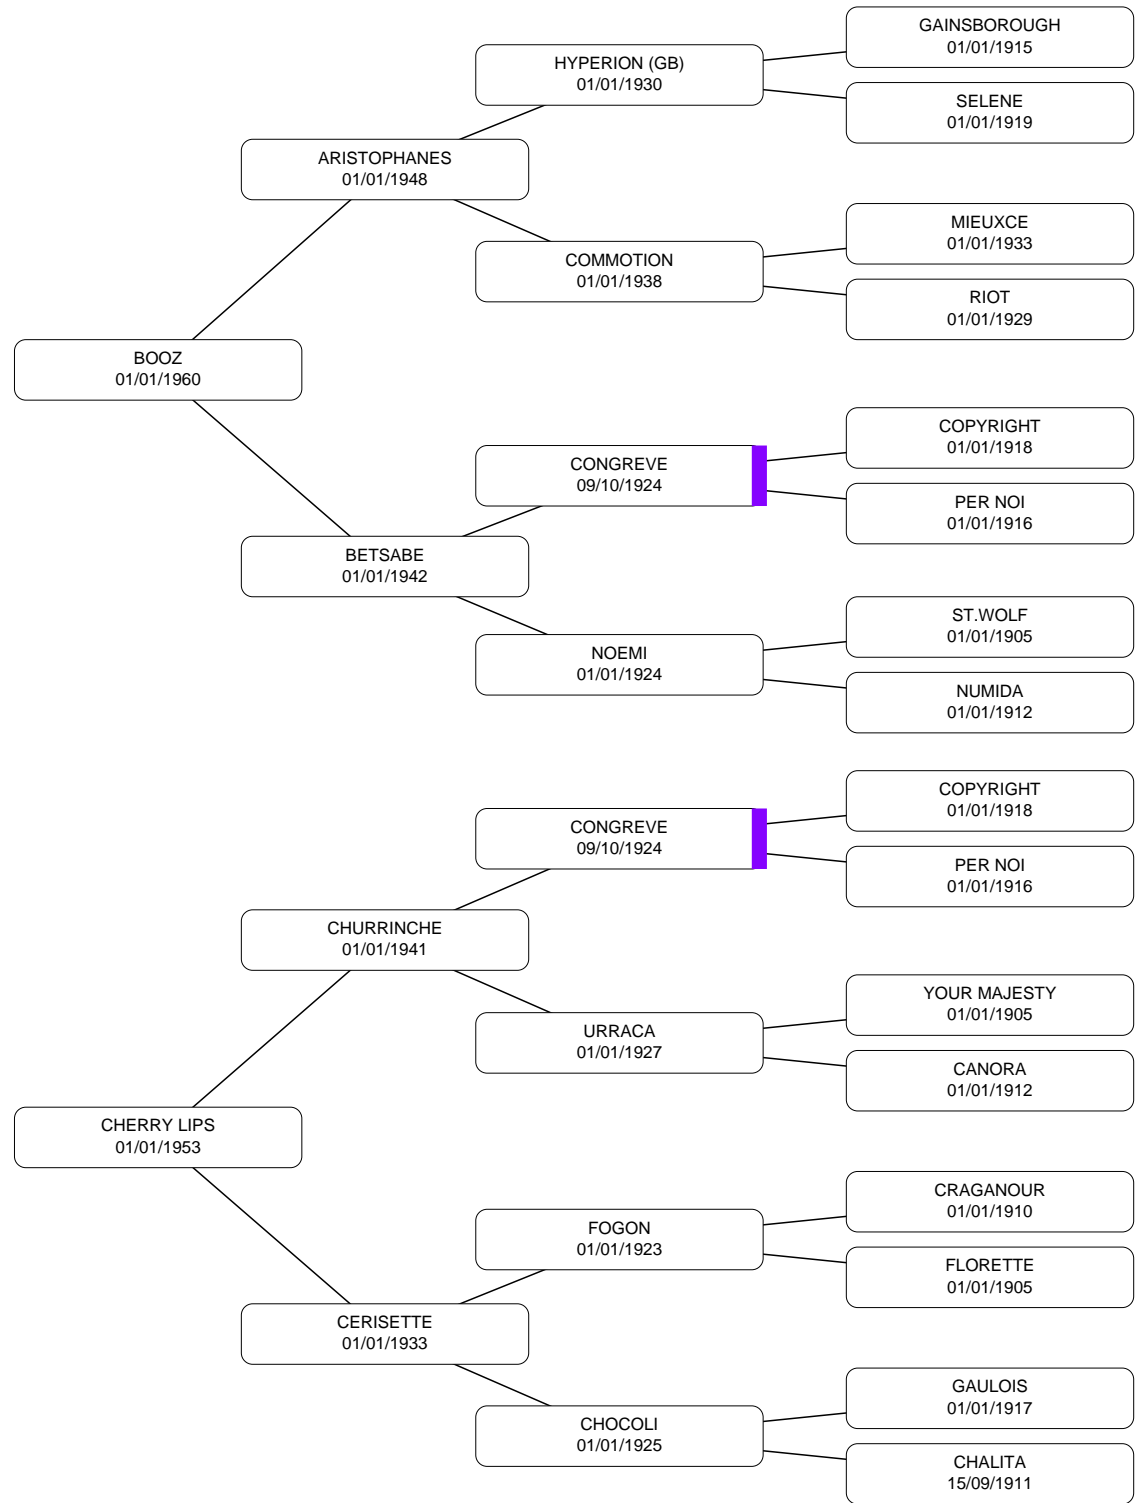 GAINSBOROUGH
01/01/1915
HYPERION (GB)
01/01/1930
SELENE
01/01/1919
ARISTOPHANES
01/01/1948
MIEUXCE
01/01/1933
COMMOTION
01/01/1938
RIOT
01/01/1929
BOOZ
01/01/1960
COPYRIGHT
01/01/1918
CONGREVE
09/10/1924
PER NOI
01/01/1916
BETSABE
01/01/1942
ST.WOLF
01/01/1905
NOEMI
01/01/1924
NUMIDA
01/01/1912
COPYRIGHT
01/01/1918
CONGREVE
09/10/1924
PER NOI
01/01/1916
CHURRINCHE
01/01/1941
YOUR MAJESTY
01/01/1905
URRACA
01/01/1927
CANORA
01/01/1912
CHERRY LIPS
01/01/1953
CRAGANOUR
01/01/1910
FOGON
01/01/1923
FLORETTE
01/01/1905
CERISETTE
01/01/1933
GAULOIS
01/01/1917
CHOCOLI
01/01/1925
CHALITA
15/09/1911